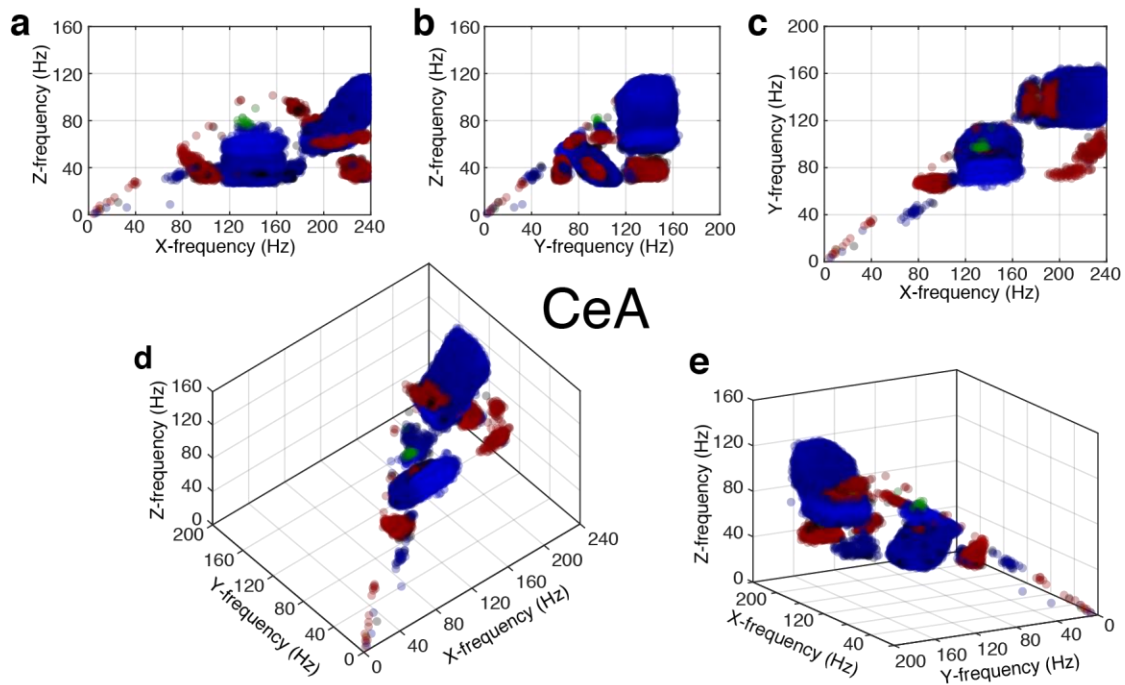 a
160
120
80
40
0
Z-frequency (Hz)
0 40 80 120 160 200 240
X-frequency (Hz)
b
160
120
80
40
0
Z-frequency (Hz)
0 40 80 120 160 200
Y-frequency (Hz)
c
200
160
120
80
40
0
Y-frequency (Hz)
0 40 80 120 160 200 240
X-frequency (Hz)
CeA
d
160
120
80
40
0
Z-frequency (Hz)
200
160
120
80
40
0
Y-frequency (Hz)
0
40
80
120
160
200
240
X-frequency (Hz)
e
160
120
80
40
0
Z-frequency (Hz)
200
120
40
X-frequency (Hz)
200 160 120 80 40 0
Y-frequency (Hz)